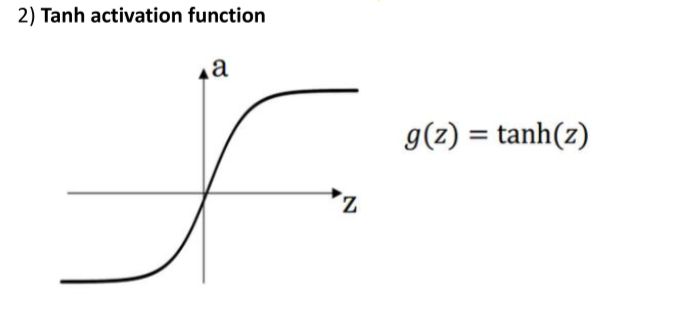 2) Tanh activation function
a
g(z) = tanh(z)
z